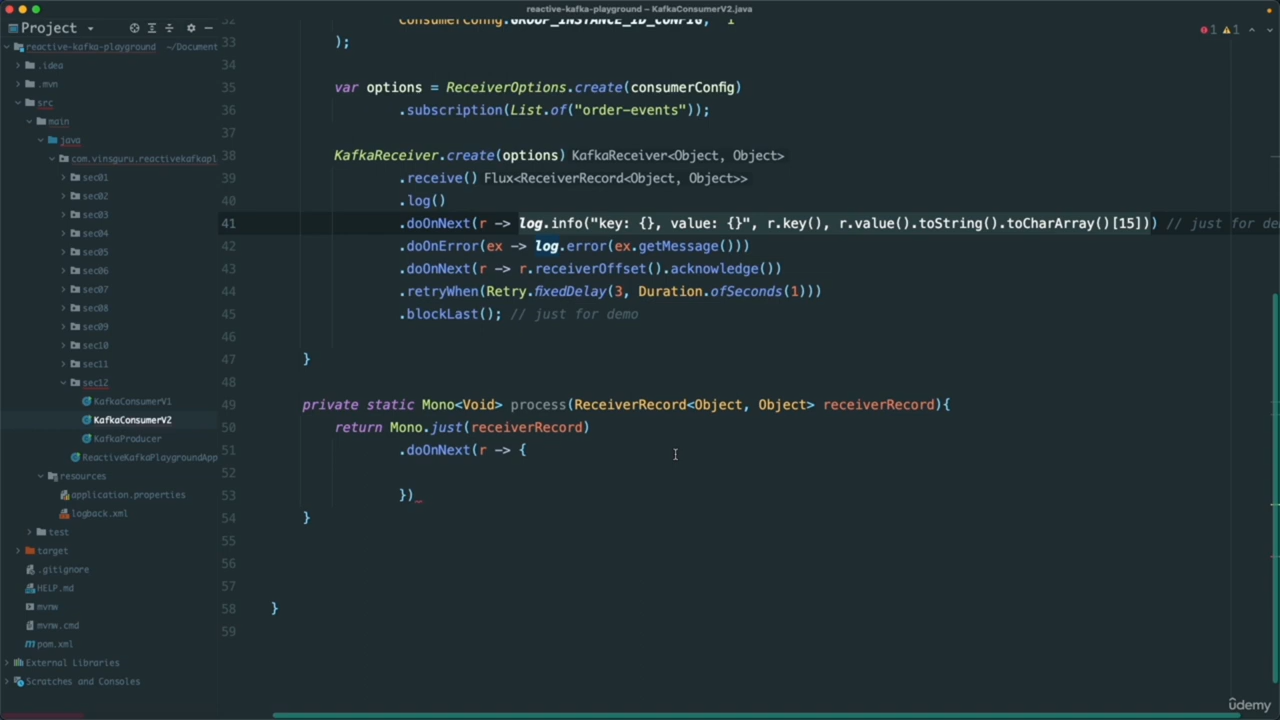 reactive-kafka-playground – KafkaConsumerV2.java
Project
reactive-kafka-playground ~/Document
.idea
.mvn
src
main
java
com.vinsguru.reactivekafkapl
sec01
sec02
sec03
sec04
sec05
sec06
sec07
sec08
sec09
sec10
sec11
sec12
KafkaConsumerV1
KafkaConsumerV2
KafkaProducer
ReactiveKafkaPlaygroundApp
resources
application.properties
logback.xml
test
target
.gitignore
HELP.md
mvnw
mvnw.cmd
pom.xml
External Libraries
Scratches and Consoles
1 1
32 ConsumerConfig.GROUP_INSTANCE_ID_CONFIG, "1"
33 );
34
35 var options = ReceiverOptions.create(consumerConfig)
36 .subscription(List.of("order-events"));
37
38 KafkaReceiver.create(options) KafkaReceiver<Object, Object>
39 .receive() Flux<ReceiverRecord<Object, Object>>
40 .log()
41 .doOnNext(r -> log.info("key: {}, value: {}", r.key(), r.value().toString().toCharArray()[15])) // just for de
42 .doOnError(ex -> log.error(ex.getMessage()))
43 .doOnNext(r -> r.receiverOffset().acknowledge())
44 .retryWhen(Retry.fixedDelay(3, Duration.ofSeconds(1)))
45 .blockLast(); // just for demo
46
47 }
48
49 private static Mono<Void> process(ReceiverRecord<Object, Object> receiverRecord){
50 return Mono.just(receiverRecord)
51 .doOnNext(r -> {
52
53 })
54 }
55
56
57
58 }
59
ûdemy